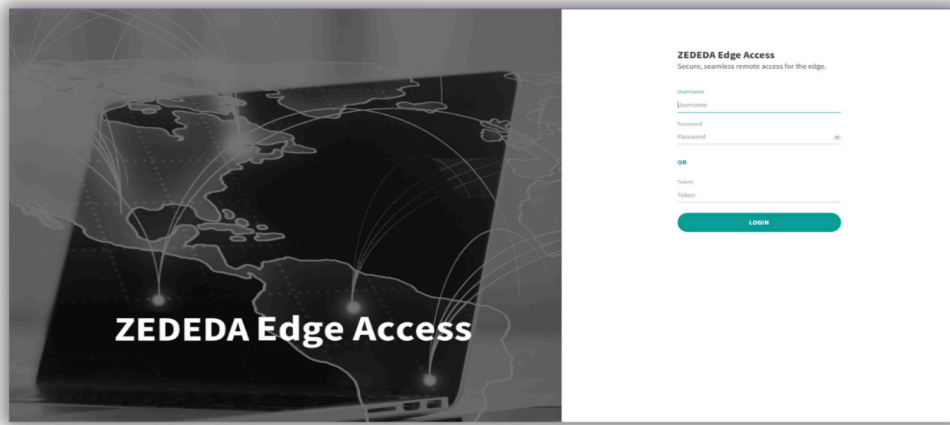 ZEDEDA Edge Access
ZEDEDA Edge Access
Secure, seamless remote access for the edge.
Username
Username
Password
Password
OR
Token
Token
LOGIN